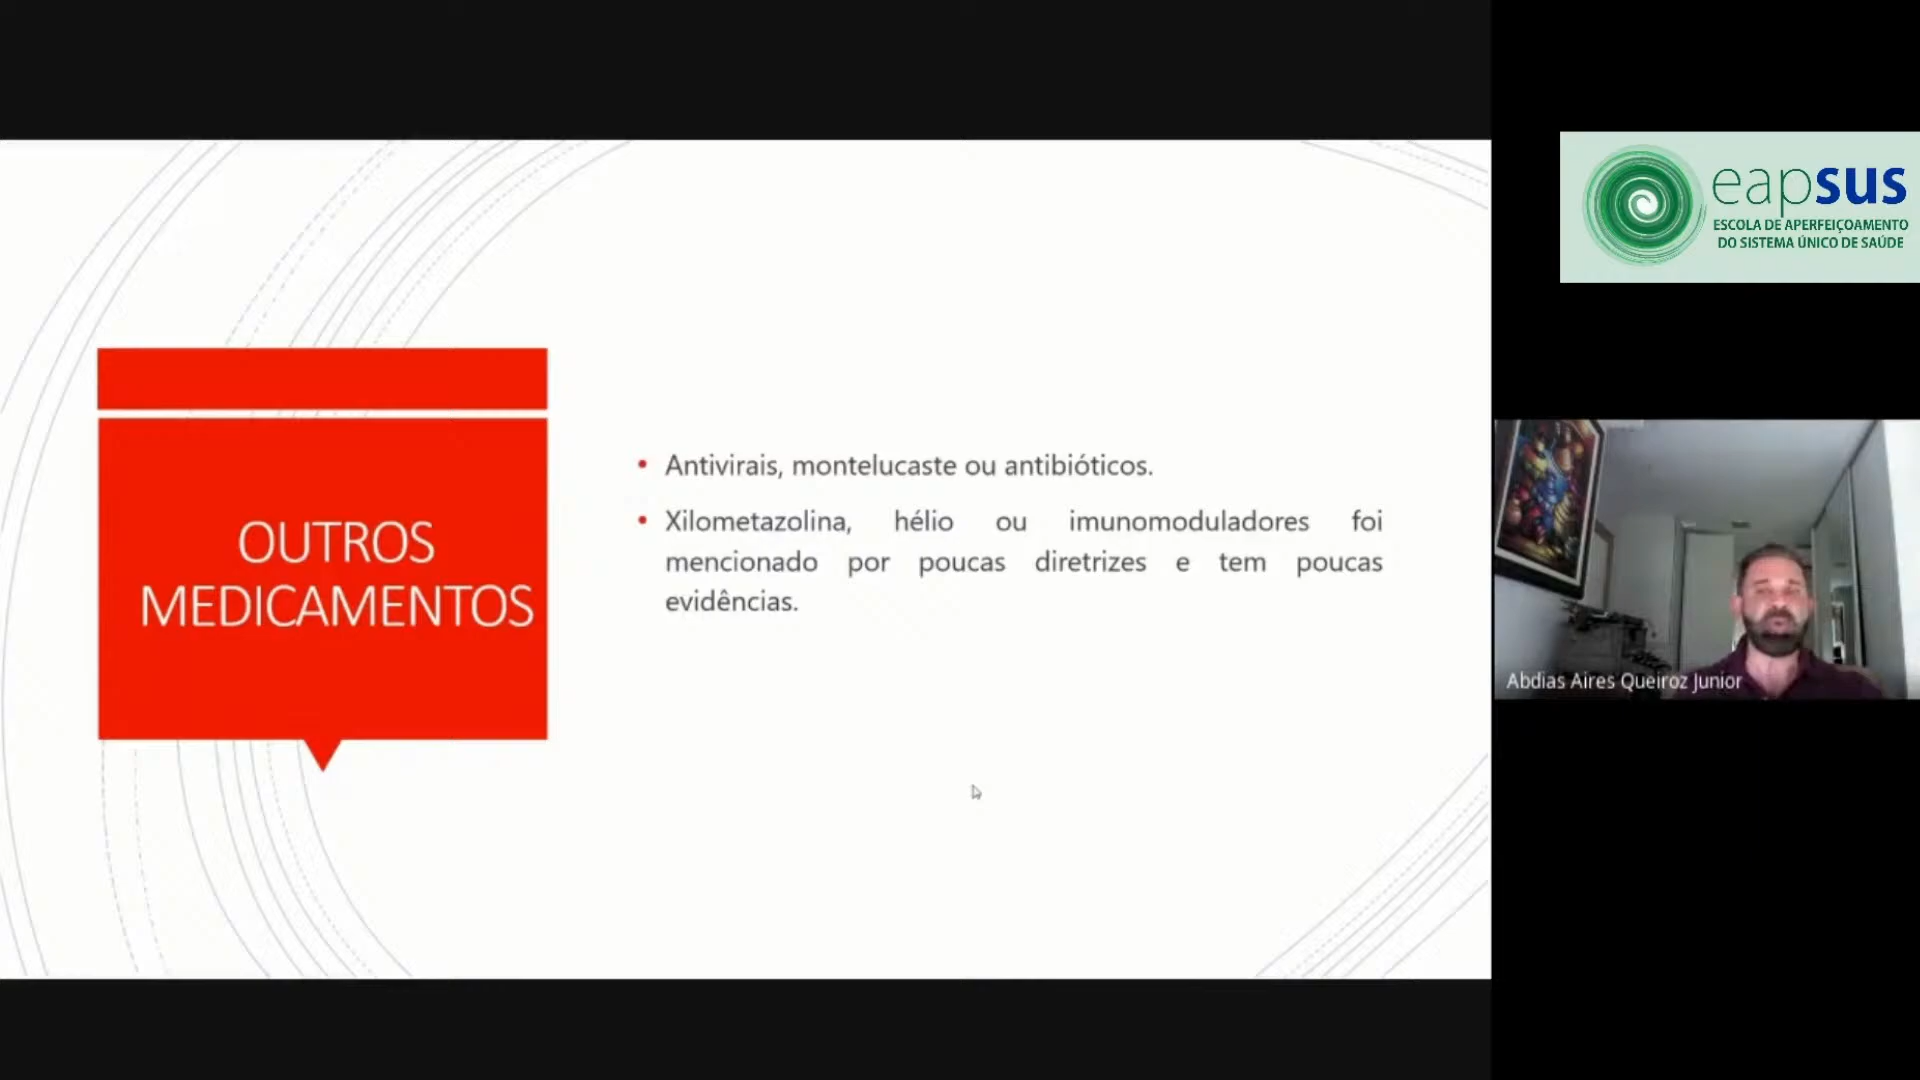 OUTROS
MEDICAMENTOS
• Antivirais, montelucaste ou antibióticos.
• Xilometazolina, hélio ou imunomoduladores foi
mencionado por poucas diretrizes e tem poucas
evidências.
eapsus
ESCOLA DE APERFEIÇOAMENTO
DO SISTEMA ÚNICO DE SAÚDE
Abdias Aires Queiroz Junior